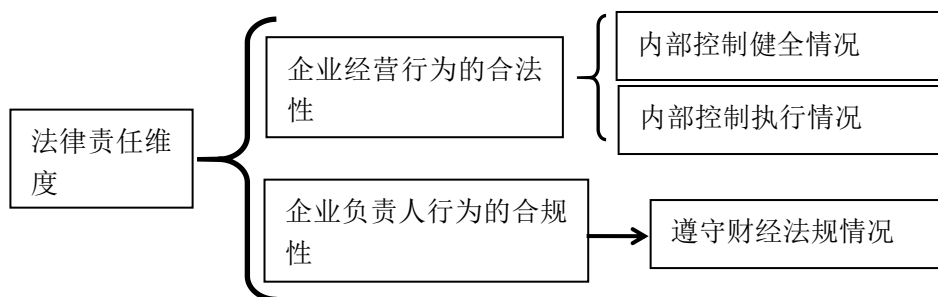 法律责任维
度
企业经营行为的合法
性
内部控制健全情况
内部控制执行情况
企业负责人行为的合规
性
遵守财经法规情况